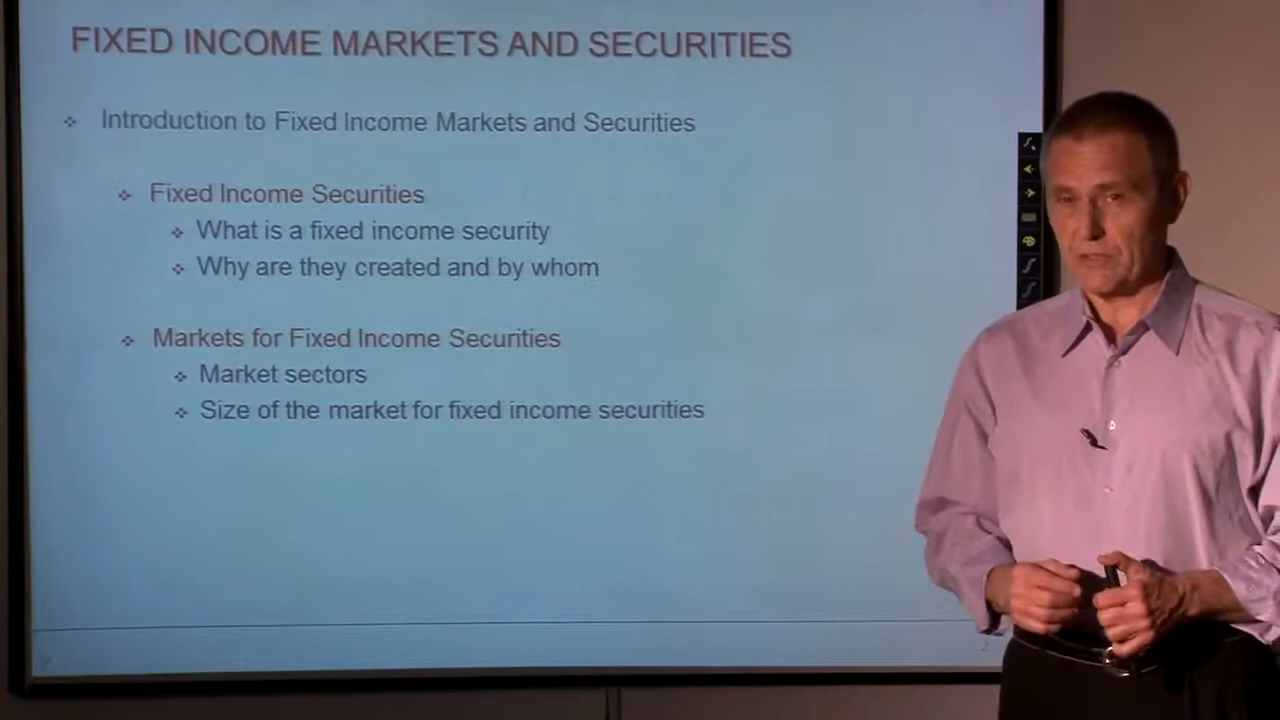 FIXED INCOME MARKETS AND SECURITIES
Introduction to Fixed Income Markets and Securities
Fixed Income Securities
What is a fixed income security
Why are they created and by whom
Markets for Fixed Income Securities
Market sectors
Size of the market for fixed income securities
2